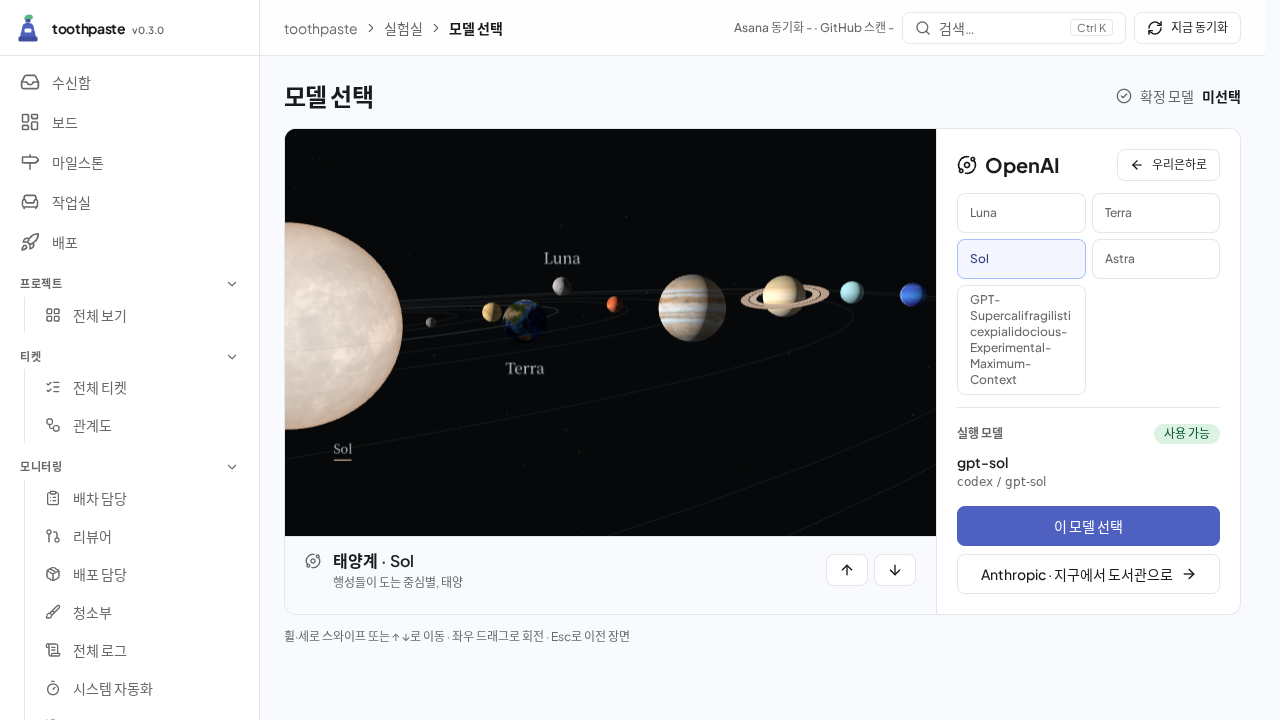 toothpaste v0.3.0
toothpaste > 실험실 > 모델 선택
Asana 동기화 - · GitHub 스캔 -
검색...
Ctrl K
지금 동기화
수신함
보드
마일스톤
작업실
배포
프로젝트
전체 보기
티켓
전체 티켓
관계도
모니터링
배차 담당
리뷰어
배포 담당
청소부
전체 로그
시스템 자동화
모델 선택
확정 모델 미선택
Luna
Terra
Sol
태양계 · Sol
행성들이 도는 중심별, 태양
OpenAI
우리은하로
Luna
Terra
Sol
Astra
GPT-
Supercalifragilisti
cexpialidocious-
Experimental-
Maximum-
Context
실행 모델
사용 가능
gpt-sol
codex / gpt-sol
이 모델 선택
Anthropic · 지구에서 도서관으로
휠·세로 스와이프 또는 ↑ ↓로 이동 · 좌우 드래그로 회전 · Esc로 이전 장면